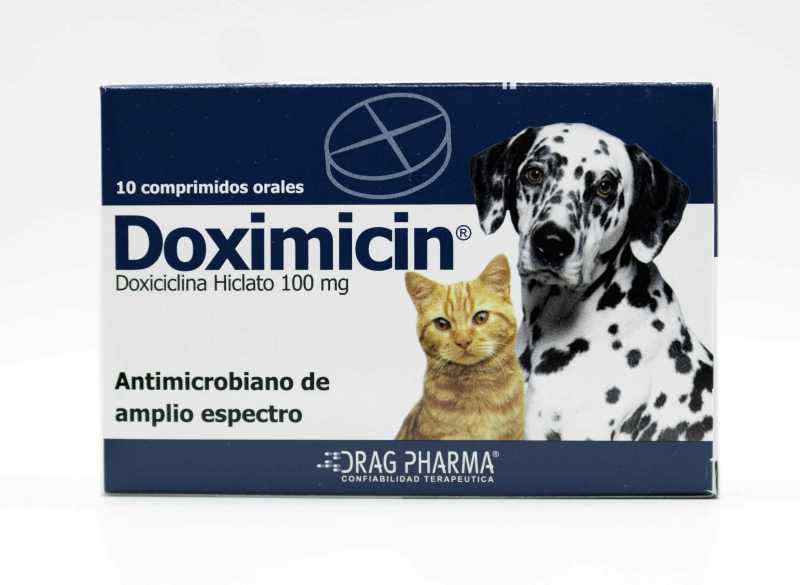 10 comprimidos orales
Doximicin®
Doxiciclina Hiclato 100 mg
Antimicrobiano de
amplio espectro
DRAG PHARMA®
CONFIABILIDAD TERAPEUTICA